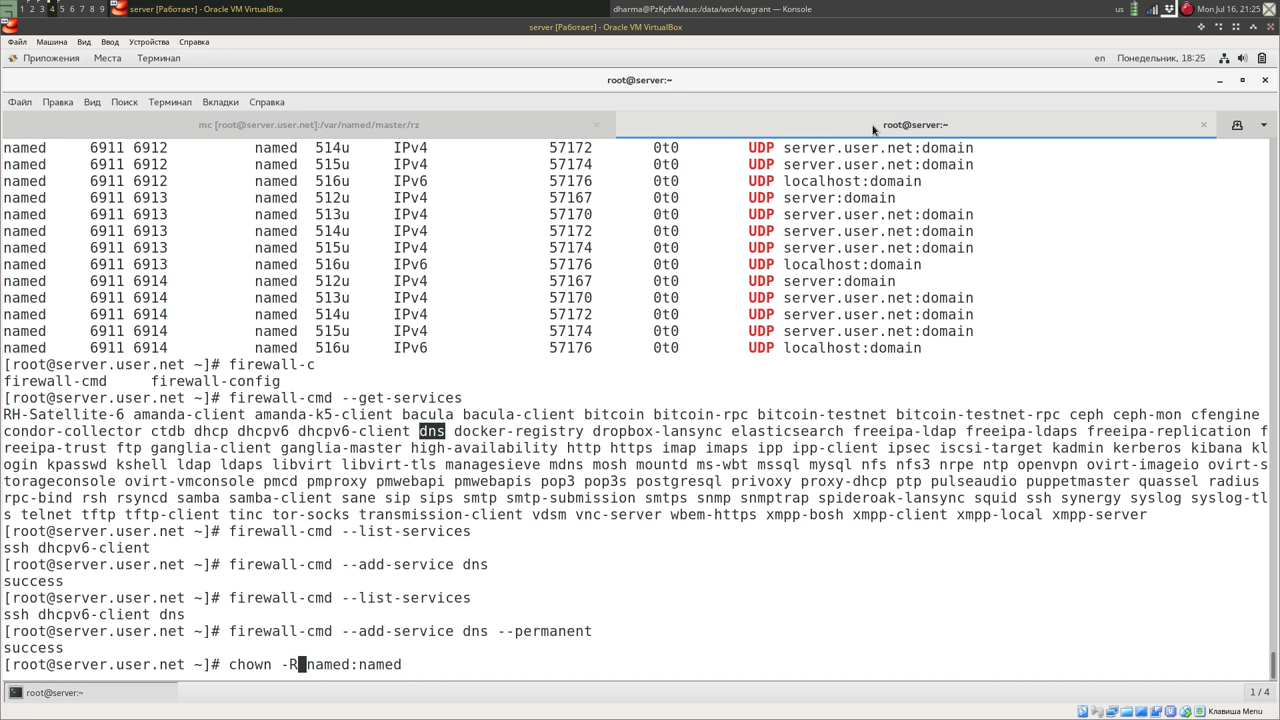 1 2 3 4 5 6 7 8 9 server [Работает] - Oracle VM VirtualBox dharma@PzKpfwMaus:/data/work/vagrant — Konsole us Mon Jul 16, 21:25
server [Работает] - Oracle VM VirtualBox
Файл Машина Вид Ввод Устройства Справка
Приложения Места Терминал en Понедельник, 18:25
root@server:~
Файл Правка Вид Поиск Терминал Вкладки Справка
mc [root@server.user.net]:/var/named/master/rz × root@server:~ ×
named 6911 6912 named 514u IPv4 57172 0t0 UDP server.user.net:domain
named 6911 6912 named 515u IPv4 57174 0t0 UDP server.user.net:domain
named 6911 6912 named 516u IPv6 57176 0t0 UDP localhost:domain
named 6911 6913 named 512u IPv4 57167 0t0 UDP server:domain
named 6911 6913 named 513u IPv4 57170 0t0 UDP server.user.net:domain
named 6911 6913 named 514u IPv4 57172 0t0 UDP server.user.net:domain
named 6911 6913 named 515u IPv4 57174 0t0 UDP server.user.net:domain
named 6911 6913 named 516u IPv6 57176 0t0 UDP localhost:domain
named 6911 6914 named 512u IPv4 57167 0t0 UDP server:domain
named 6911 6914 named 513u IPv4 57170 0t0 UDP server.user.net:domain
named 6911 6914 named 514u IPv4 57172 0t0 UDP server.user.net:domain
named 6911 6914 named 515u IPv4 57174 0t0 UDP server.user.net:domain
named 6911 6914 named 516u IPv6 57176 0t0 UDP localhost:domain
[root@server.user.net ~]# firewall-c
firewall-cmd firewall-config
[root@server.user.net ~]# firewall-cmd --get-services
RH-Satellite-6 amanda-client amanda-k5-client bacula bacula-client bitcoin bitcoin-rpc bitcoin-testnet bitcoin-testnet-rpc ceph ceph-mon cfengine
condor-collector ctdb dhcp dhcpv6 dhcpv6-client dns docker-registry dropbox-lansync elasticsearch freeipa-ldap freeipa-ldaps freeipa-replication f
reeipa-trust ftp ganglia-client ganglia-master high-availability http https imap imaps ipp ipp-client ipsec iscsi-target kadmin kerberos kibana kl
ogin kpasswd kshell ldap ldaps libvirt libvirt-tls managesieve mdns mosh mountd ms-wbt mssql mysql nfs nfs3 nrpe ntp openvpn ovirt-imageio ovirt-s
torageconsole ovirt-vmconsole pmcd pmproxy pmwebapi pmwebapis pop3 pop3s postgresql privoxy proxy-dhcp ptp pulseaudio puppetmaster quassel radius
rpc-bind rsh rsyncd samba samba-client sane sip sips smtp smtp-submission smtps snmp snmptrap spideroak-lansync squid ssh synergy syslog syslog-tl
s telnet tftp tftp-client tinc tor-socks transmission-client vdsm vnc-server wbem-https xmpp-bosh xmpp-client xmpp-local xmpp-server
[root@server.user.net ~]# firewall-cmd --list-services
ssh dhcpv6-client
[root@server.user.net ~]# firewall-cmd --add-service dns
success
[root@server.user.net ~]# firewall-cmd --list-services
ssh dhcpv6-client dns
[root@server.user.net ~]# firewall-cmd --add-service dns --permanent
success
[root@server.user.net ~]# chown -R named:named
root@server:~ 1 / 4
Клавиша Menu